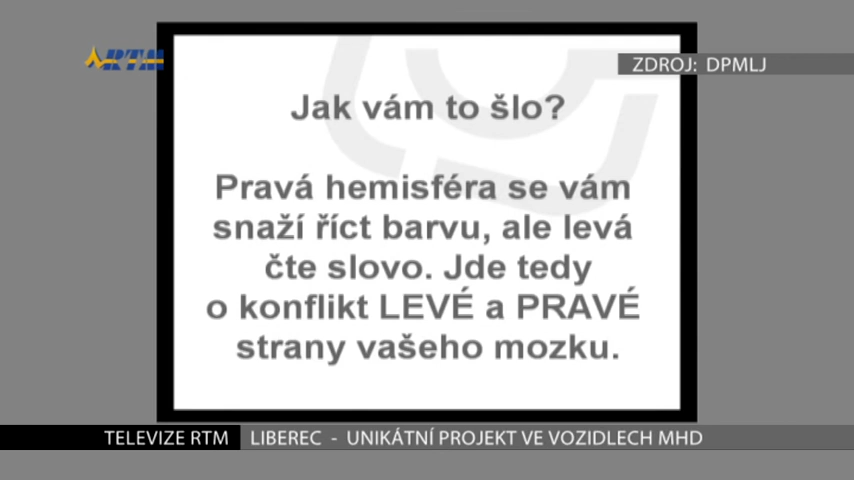 RTM
ZDROJ: DPMLJ
Jak vám to šlo?
Pravá hemisféra se vám
snaží říct barvu, ale levá
čte slovo. Jde tedy
o konflikt LEVÉ a PRAVÉ
strany vašeho mozku.
TELEVIZE RTM LIBEREC - UNIKÁTNÍ PROJEKT VE VOZIDLECH MHD